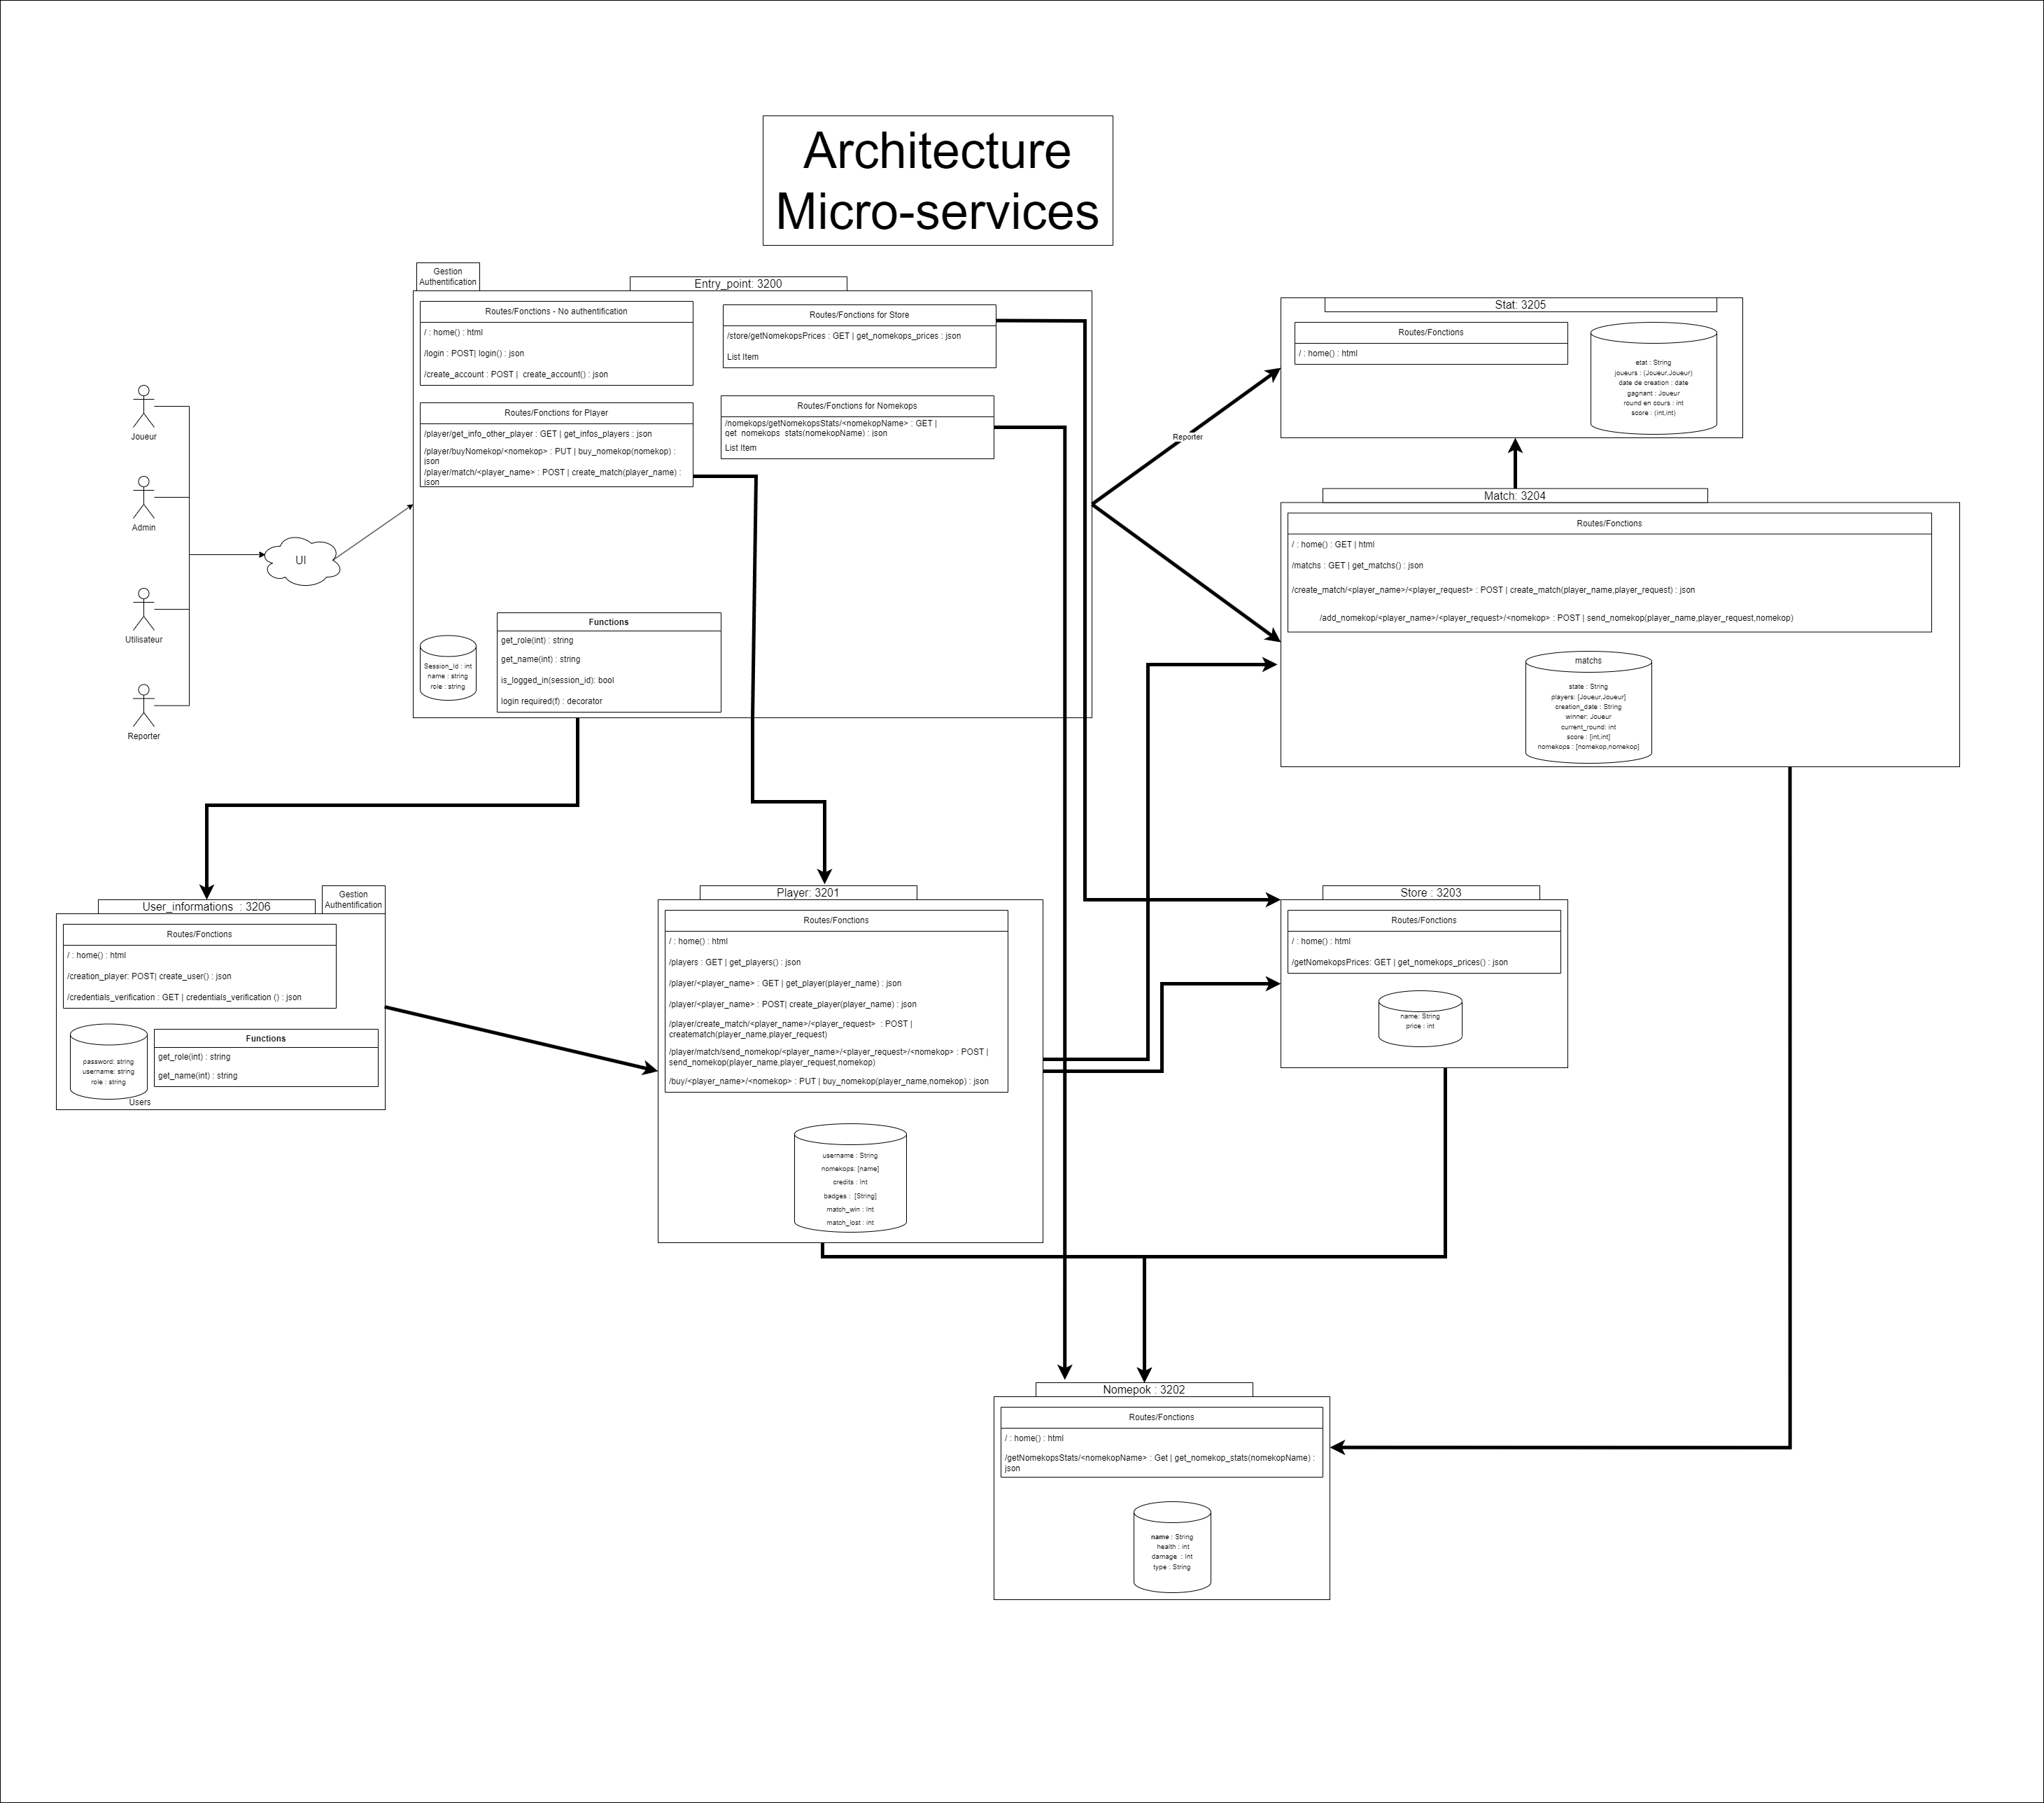 Architecture
Micro-services
Gestion
Authentification
Entry_point: 3200
Routes/Fonctions - No authentification
/ : home() : html
/login : POST| login() : json
/create_account : POST |  create_account() : json
Routes/Fonctions for Store
/store/getNomekopsPrices : GET | get_nomekops_prices : json
List Item
Routes/Fonctions for Player
/player/get_info_other_player : GET | get_infos_players : json
/player/buyNomekop/<nomekop> : PUT | buy_nomekop(nomekop) :
json
/player/match/<player_name> : POST | create_match(player_name) :
json
Routes/Fonctions for Nomekops
/nomekops/getNomekopsStats/<nomekopName> : GET |
get_nomekops_stats(nomekopName) : json
List Item
Session_Id : int
name : string
role : string
Functions
get_role(int) : string
get_name(int) : string
is_logged_in(session_id): bool
login required(f) : decorator
Joueur
Admin
Utilisateur
Reporter
UI
Reporter
Stat: 3205
Routes/Fonctions
/ : home() : html
etat : String
joueurs : (Joueur,Joueur)
date de creation : date
gagnant : Joueur
round en cours : int
score : (int,int)
Match: 3204
Routes/Fonctions
/ : home() : GET | html
/matchs : GET | get_matchs() : json
/create_match/<player_name>/<player_request> : POST | create_match(player_name,player_request) : json
/add_nomekop/<player_name>/<player_request>/<nomekop> : POST | send_nomekop(player_name,player_request,nomekop)
matchs
state : String
players: [Joueur,Joueur]
creation_date : String
winner: Joueur
current_round: int
score : [int,int]
nomekops : [nomekop,nomekop]
User_informations  : 3206
Gestion
Authentification
Routes/Fonctions
/ : home() : html
/creation_player: POST| create_user() : json
/credentials_verification : GET | credentials_verification () : json
password: string
username: string
role : string
Users
Functions
get_role(int) : string
get_name(int) : string
Player: 3201
Routes/Fonctions
/ : home() : html
/players : GET | get_players() : json
/player/<player_name> : GET | get_player(player_name) : json
/player/<player_name> : POST| create_player(player_name) : json
/player/create_match/<player_name>/<player_request>  : POST |
creatematch(player_name,player_request)
/player/match/send_nomekop/<player_name>/<player_request>/<nomekop> : POST |
send_nomekop(player_name,player_request,nomekop)
/buy/<player_name>/<nomekop> : PUT | buy_nomekop(player_name,nomekop) : json
username : String
nomekops: [name]
credits : Int
badges :  [String]
match_win : Int
match_lost : int
Store : 3203
Routes/Fonctions
/ : home() : html
/getNomekopsPrices: GET | get_nomekops_prices() : json
name: String
price : int
Nomepok : 3202
Routes/Fonctions
/ : home() : html
/getNomekopsStats/<nomekopName> : Get | get_nomekop_stats(nomekopName) :
json
name : String
health : int
damage  : Int
type : String